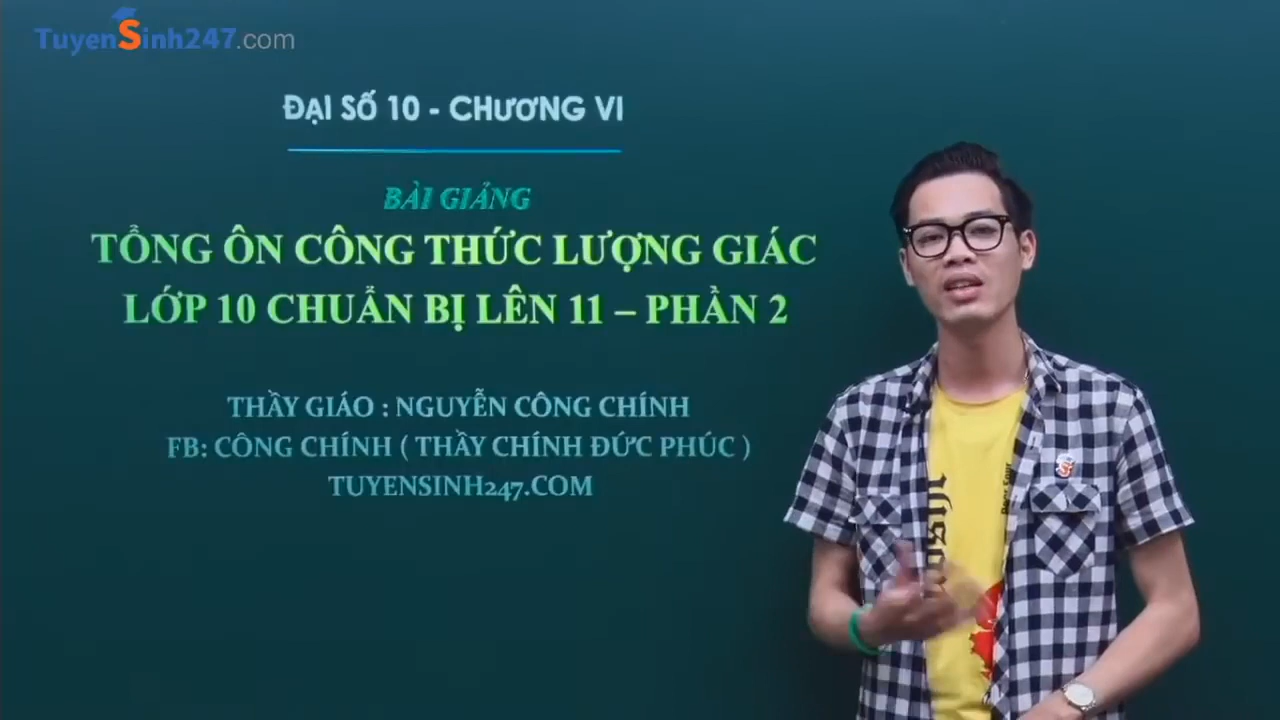 TuyenSinh247.com
ĐẠI SỐ 10 - CHƯƠNG VI
BÀI GIẢNG
TỔNG ÔN CÔNG THỨC LƯỢNG GIÁC
LỚP 10 CHUẨN BỊ LÊN 11 – PHẦN 2
THẦY GIÁO : NGUYỄN CÔNG CHÍNH
FB: CÔNG CHÍNH ( THẦY CHÍNH ĐỨC PHÚC )
TUYENSINH247.COM